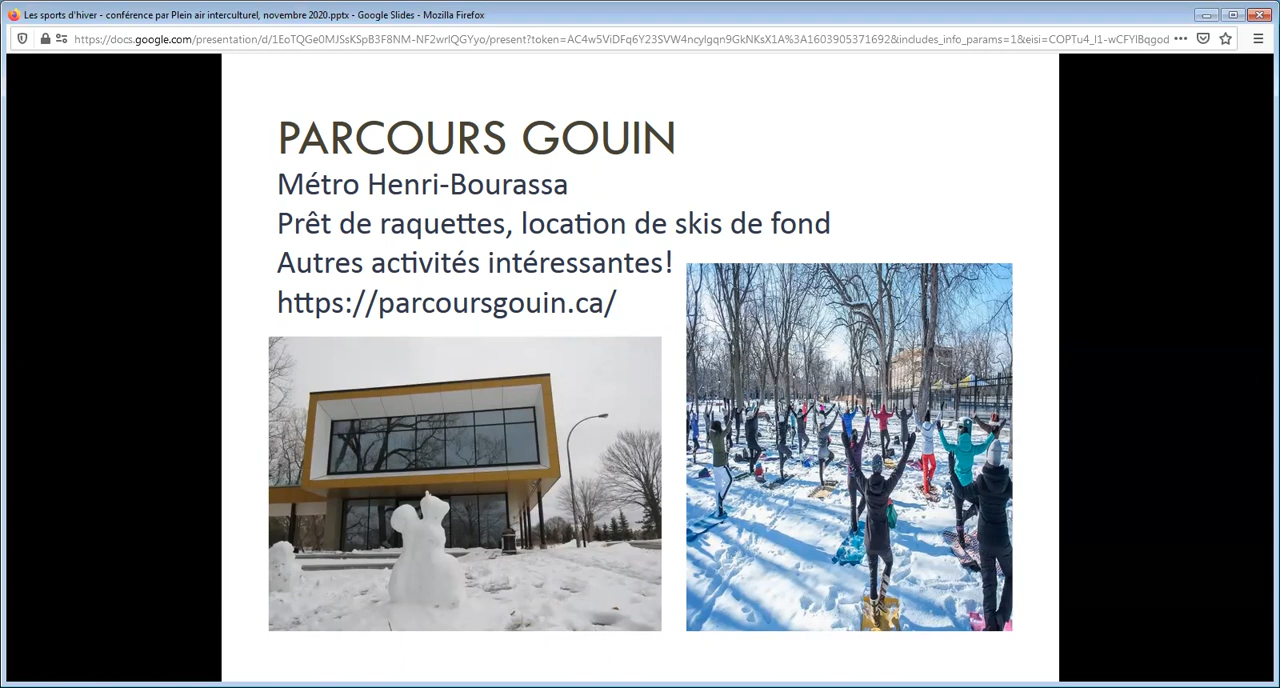 Les sports d'hiver - conférence par Plein air interculturel, novembre 2020.pptx - Google Slides - Mozilla Firefox
https://docs.google.com/presentation/d/1EoTQGe0MJSsKSpB3F8NM-NF2wrlQGYyo/present?token=AC4w5ViDFq6Y23SVW4ncylgqn9GkNKsX1A%3A1603905371692&includes_info_params=1&eisi=COPTu4_l1-wCFYlBqgod
PARCOURS GOUIN
Métro Henri-Bourassa
Prêt de raquettes, location de skis de fond
Autres activités intéressantes!
https://parcoursgouin.ca/